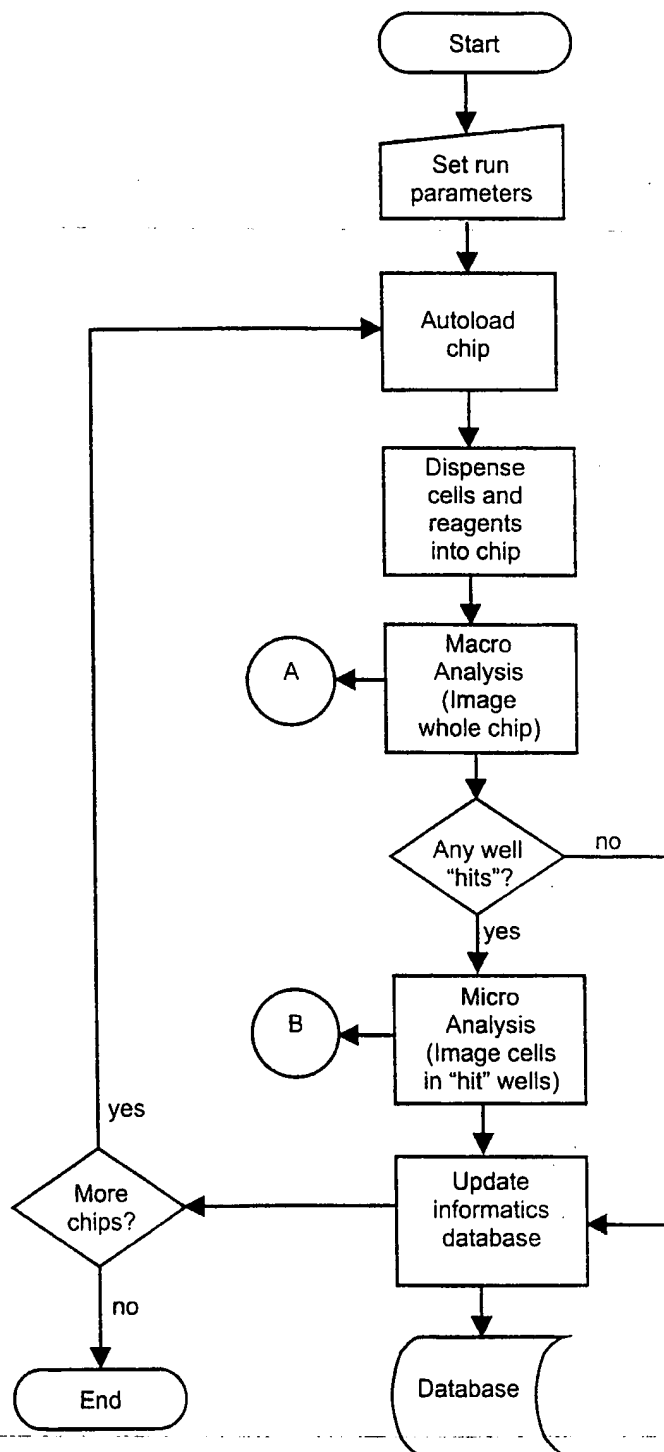 Start
Set run
parameters
Autoload
chip
Dispense
cells and
reagents
into chip
Macro
Analysis
(Image
whole chip)
A
Any well
“hits”?
no
yes
Micro
Analysis
(Image cells
in “hit” wells)
B
Update
informatics
database
yes
More
chips?
no
End
Database